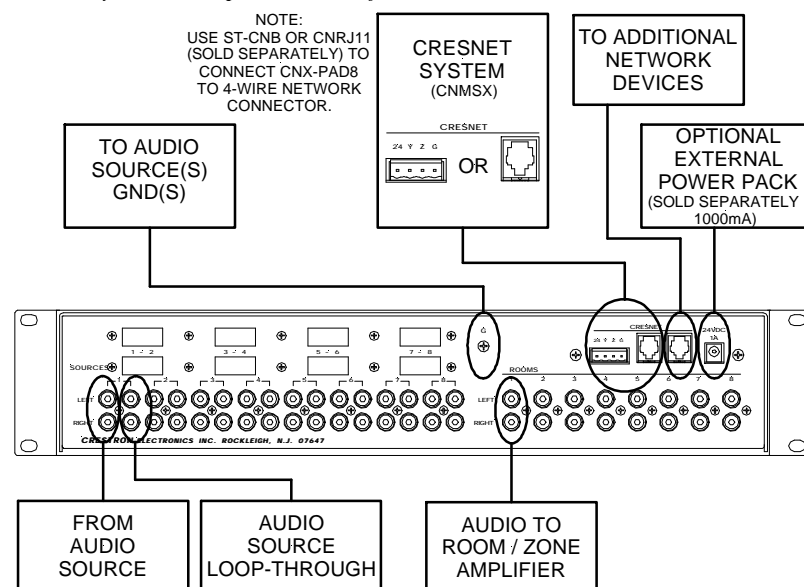 NOTE:
USE ST-CNB OR CNRJ11
(SOLD SEPARATELY) TO
CONNECT CNX-PAD8
TO 4-WIRE NETWORK
CONNECTOR.
CRESNET
SYSTEM
(CNMSX)
CRESNET
24 Y Z G
OR
TO ADDITIONAL
NETWORK
DEVICES
TO AUDIO
SOURCE(S)
GND(S)
OPTIONAL
EXTERNAL
POWER PACK
(SOLD SEPARATELY
1000mA)
G
CRESNET
24 Y Z G
24VDC
1A
1 - 2
3 - 4
5 - 6
7 - 8
SOURCES
1 2 3 4 5 6 7 8
ROOMS
1 2 3 4 5 6 7 8
LEFT
LEFT
RIGHT
RIGHT
CRESTRON ELECTRONICS INC. ROCKLEIGH, N.J. 07647
FROM
AUDIO
SOURCE
AUDIO
SOURCE
LOOP-THROUGH
AUDIO TO
ROOM / ZONE
AMPLIFIER